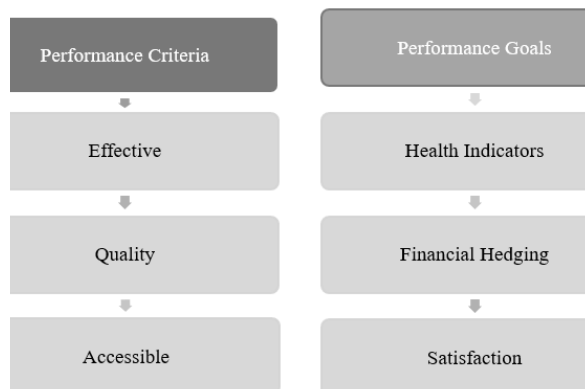 Performance Criteria
Effective
Quality
Accessible
Performance Goals
Health Indicators
Financial Hedging
Satisfaction